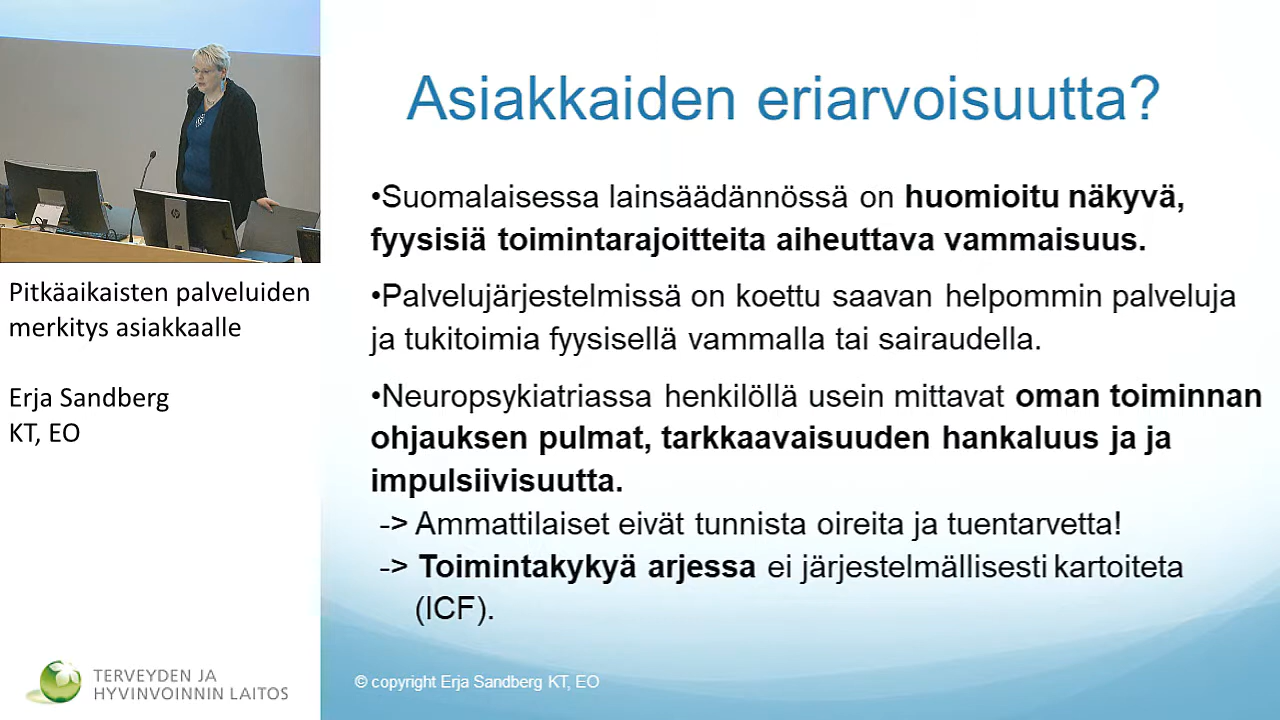 Asiakkaiden eriarvoisuutta?
•Suomalaisessa lainsäädännössä on huomioitu näkyvä,
fyysisiä toimintarajoitteita aiheuttava vammaisuus.
•Palvelujärjestelmissä on koettu saavan helpommin palveluja
ja tukitoimia fyysisellä vammalla tai sairaudella.
•Neuropsykiatriassa henkilöllä usein mittavat oman toiminnan
ohjauksen pulmat, tarkkaavaisuuden hankaluus ja ja
impulsiivisuutta.
-> Ammattilaiset eivät tunnista oireita ja tuentarvetta!
-> Toimintakykyä arjessa ei järjestelmällisesti kartoiteta
(ICF).
© copyright Erja Sandberg KT, EO
Pitkäaikaisten palveluiden
merkitys asiakkaalle
Erja Sandberg
KT, EO
TERVEYDEN JA
HYVINVOINNIN LAITOS